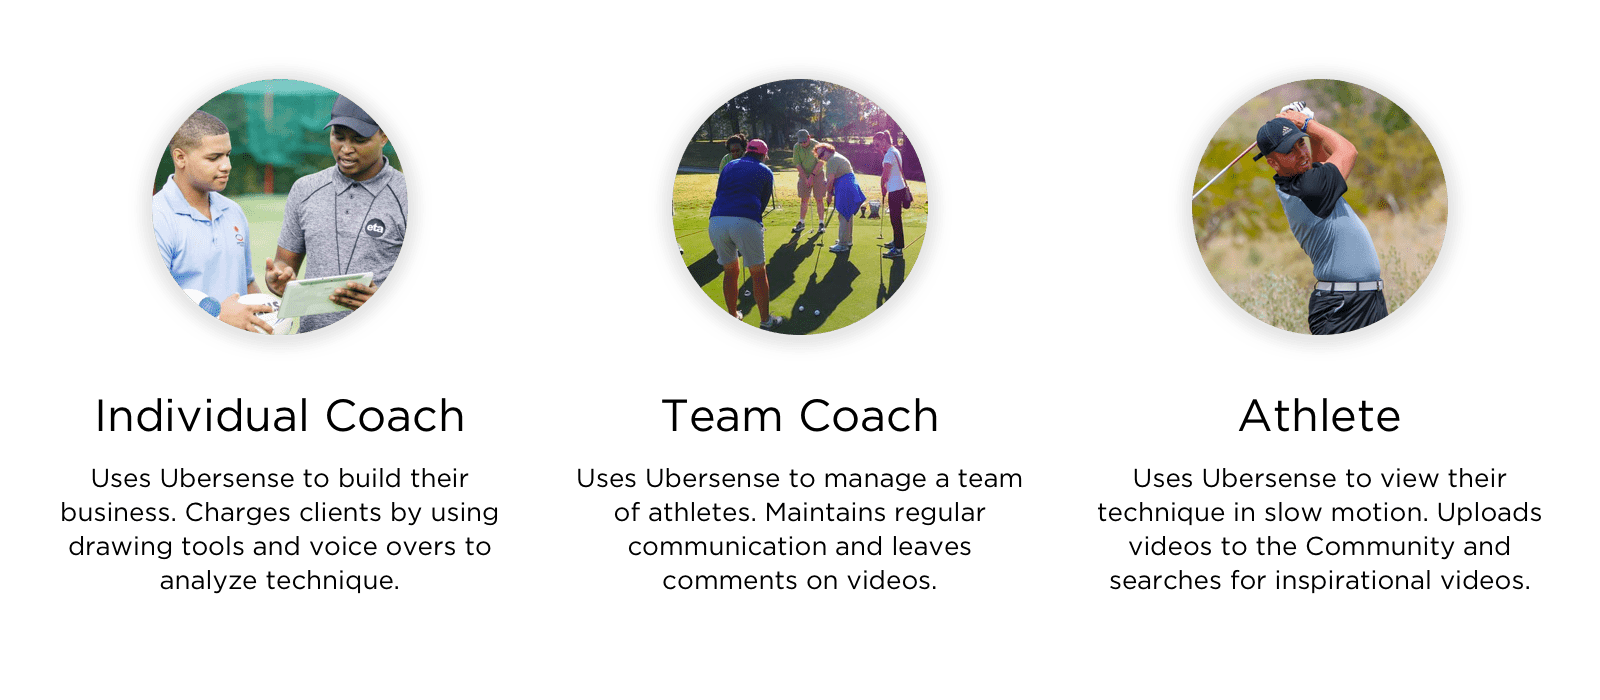 eta
Individual Coach
Uses Ubersense to build their
business. Charges clients by using
drawing tools and voice overs to
analyze technique.
Team Coach
Uses Ubersense to manage a team
of athletes. Maintains regular
communication and leaves
comments on videos.
Athlete
Uses Ubersense to view their
technique in slow motion. Uploads
videos to the Community and
searches for inspirational videos.